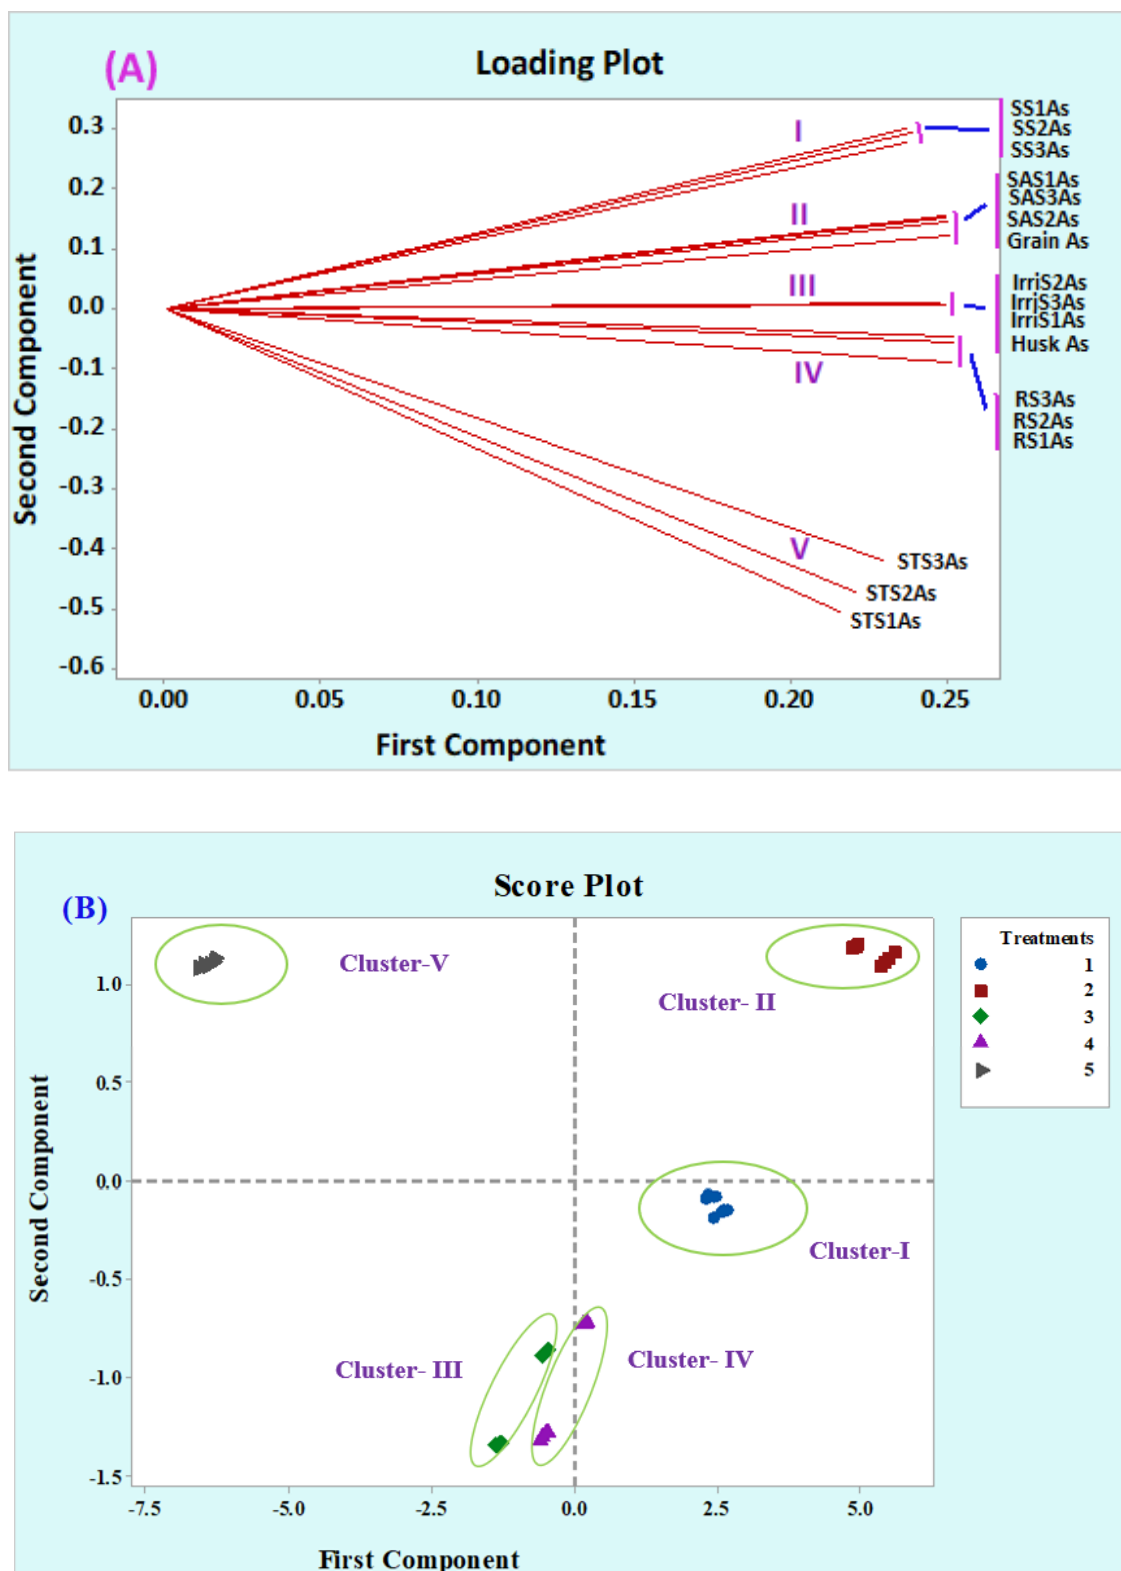 (A)
Loading Plot
Second Component
0.3
0.2
0.1
0.0
-0.1
-0.2
-0.3
-0.4
-0.5
-0.6
I
II
III
IV
V
SS1As
SS2As
SS3As
SAS1As
SAS3As
SAS2As
Grain As
IrriS2As
IrriS3As
IrriS1As
Husk As
RS3As
RS2As
RS1As
STS3As
STS2As
STS1As
0.00 0.05 0.10 0.15 0.20 0.25
First Component
(B)
Score Plot
Second Component
1.0
0.5
0.0
-0.5
-1.0
-1.5
Cluster-V
Cluster- II
Cluster-I
Cluster- III
Cluster- IV
Treatments
1
2
3
4
5
-7.5 -5.0 -2.5 0.0 2.5 5.0
First Component